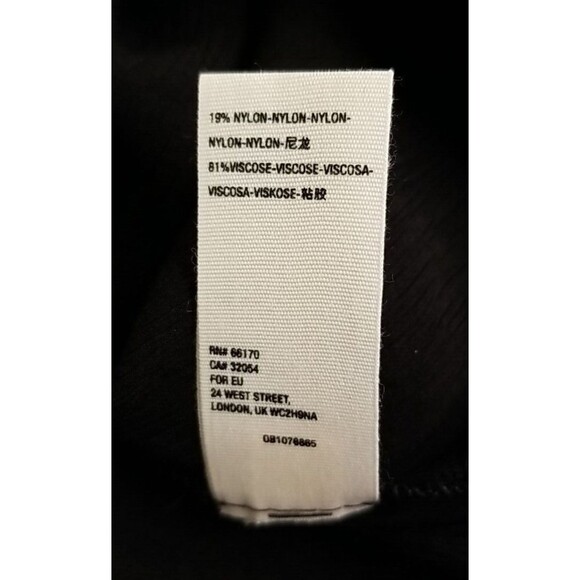 19% NYLON-NYLON-NYLON-
NYLON-NYLON-尼龙
81%VISCOSE-VISCOSE-VISCOSA-
VISCOSA-VISKOSE-粘胶
RN# 66170
CA# 32054
FOR EU
24 WEST STREET,
LONDON, UK WC2H9NA
GB1076865